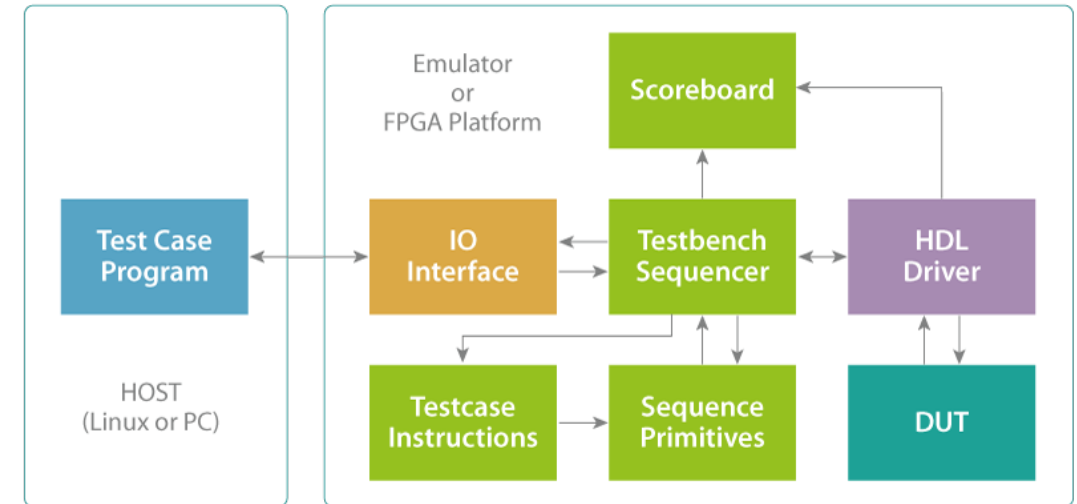 Emulator
or
FPGA Platform
Scoreboard
Test Case
Program
IO
Interface
Testbench
Sequencer
HDL
Driver
HOST
(Linux or PC)
Testcase
Instructions
Sequence
Primitives
DUT